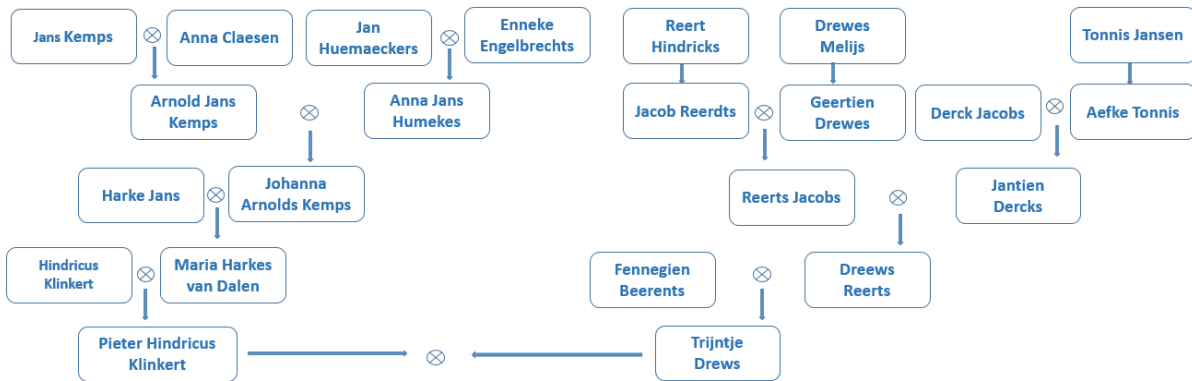 Jans Kemps
Anna Claesen
Jan
Huemaeckers
Enneke
Engelbrechts
Reert
Hindricks
Drewes
Melijs
Tonnis Jansen
Arnold Jans
Kemps
Anna Jans
Humekes
Jacob Reerdts
Geertien
Drewes
Derck Jacobs
Aefke Tonnis
Harke Jans
Johanna
Arnolds Kemps
Reerts Jacobs
Jantien
Dercks
Hindricus
Klinkert
Maria Harkes
van Dalen
Fennegien
Beerents
Dreews
Reerts
Pieter Hindricus
Klinkert
Trijntje
Drews